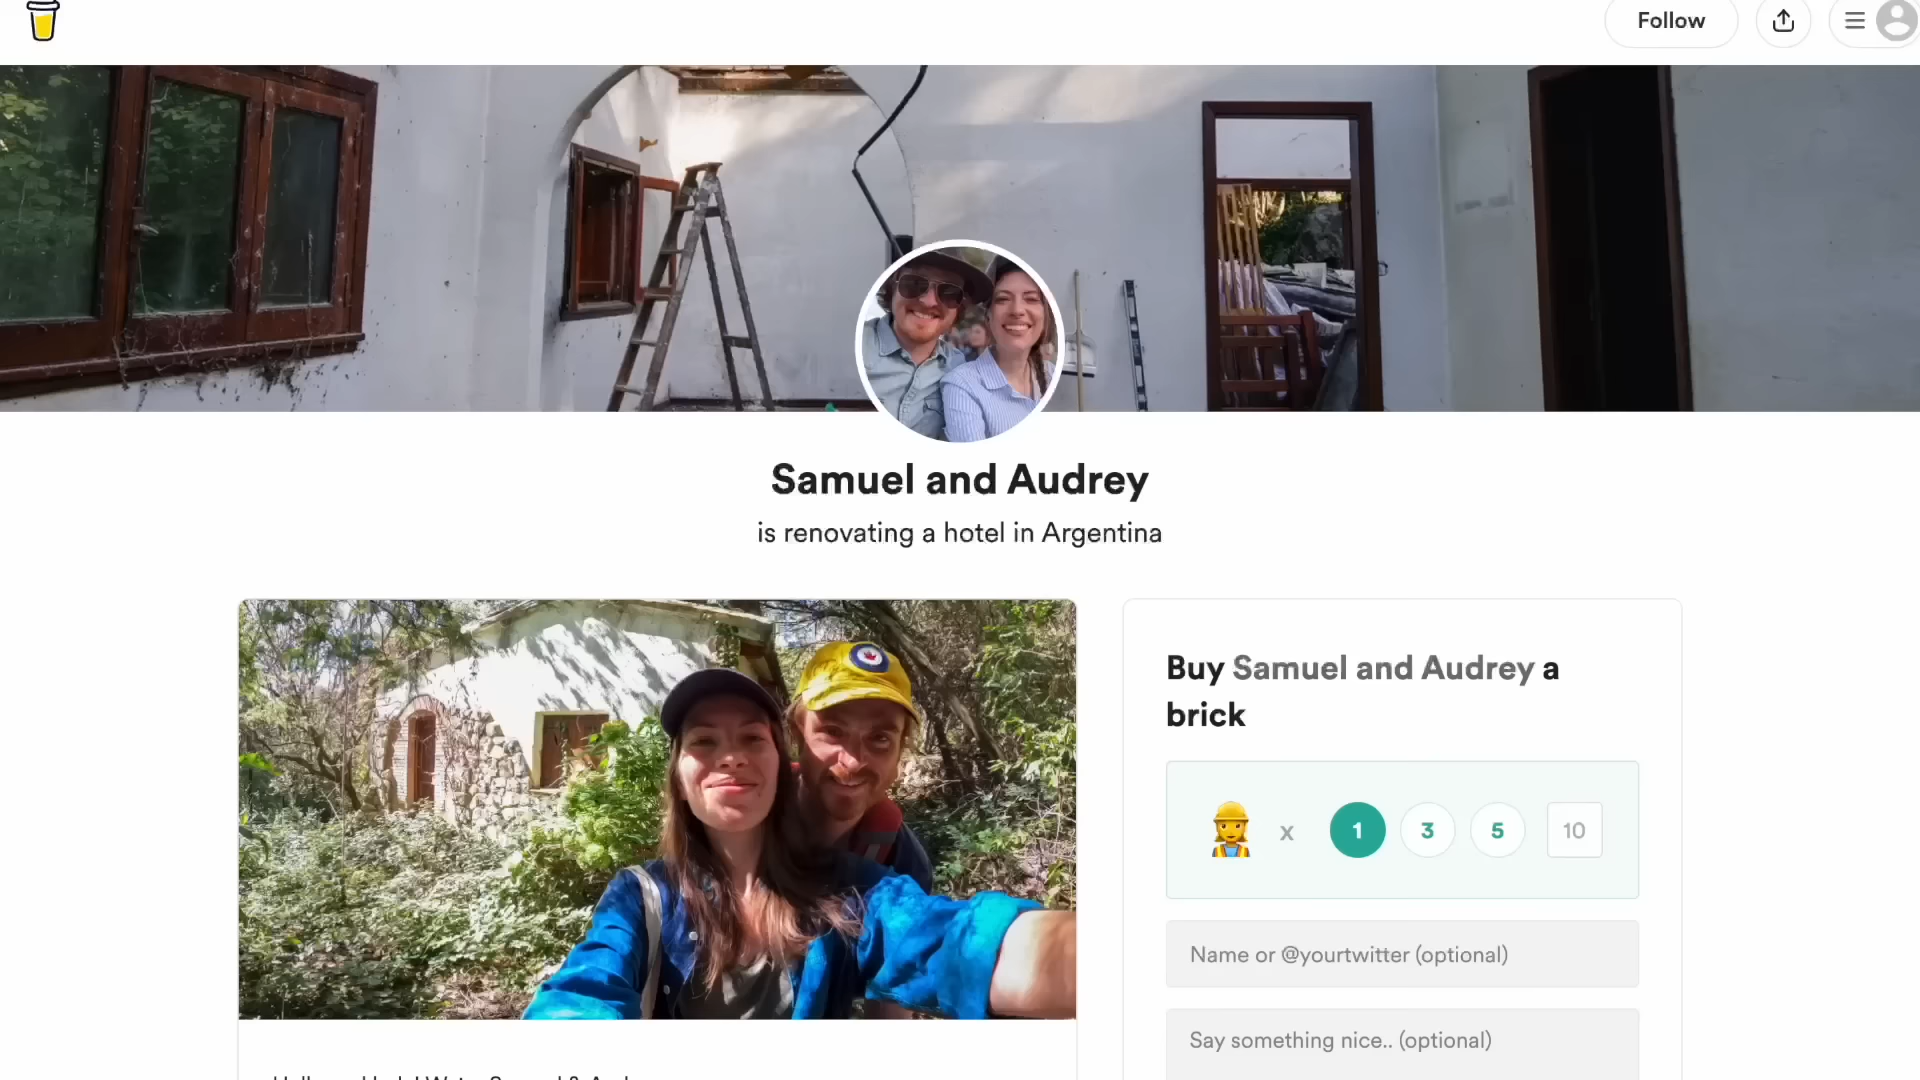 Follow
Samuel and Audrey
is renovating a hotel in Argentina
Buy Samuel and Audrey a
brick
x 1 3 5 10
Name or @yourtwitter (optional)
Say something nice.. (optional)